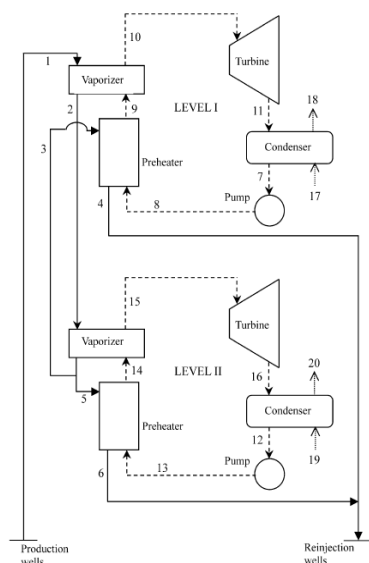 10
1
Vaporizer
Turbine
2
9
LEVEL I
11
18
3
Preheater
Condenser
7
17
4
8
Pump
15
Vaporizer
Turbine
14
LEVEL II
16
20
5
Preheater
Condenser
12
19
6
13
Pump
Production
wells
Reinjection
wells